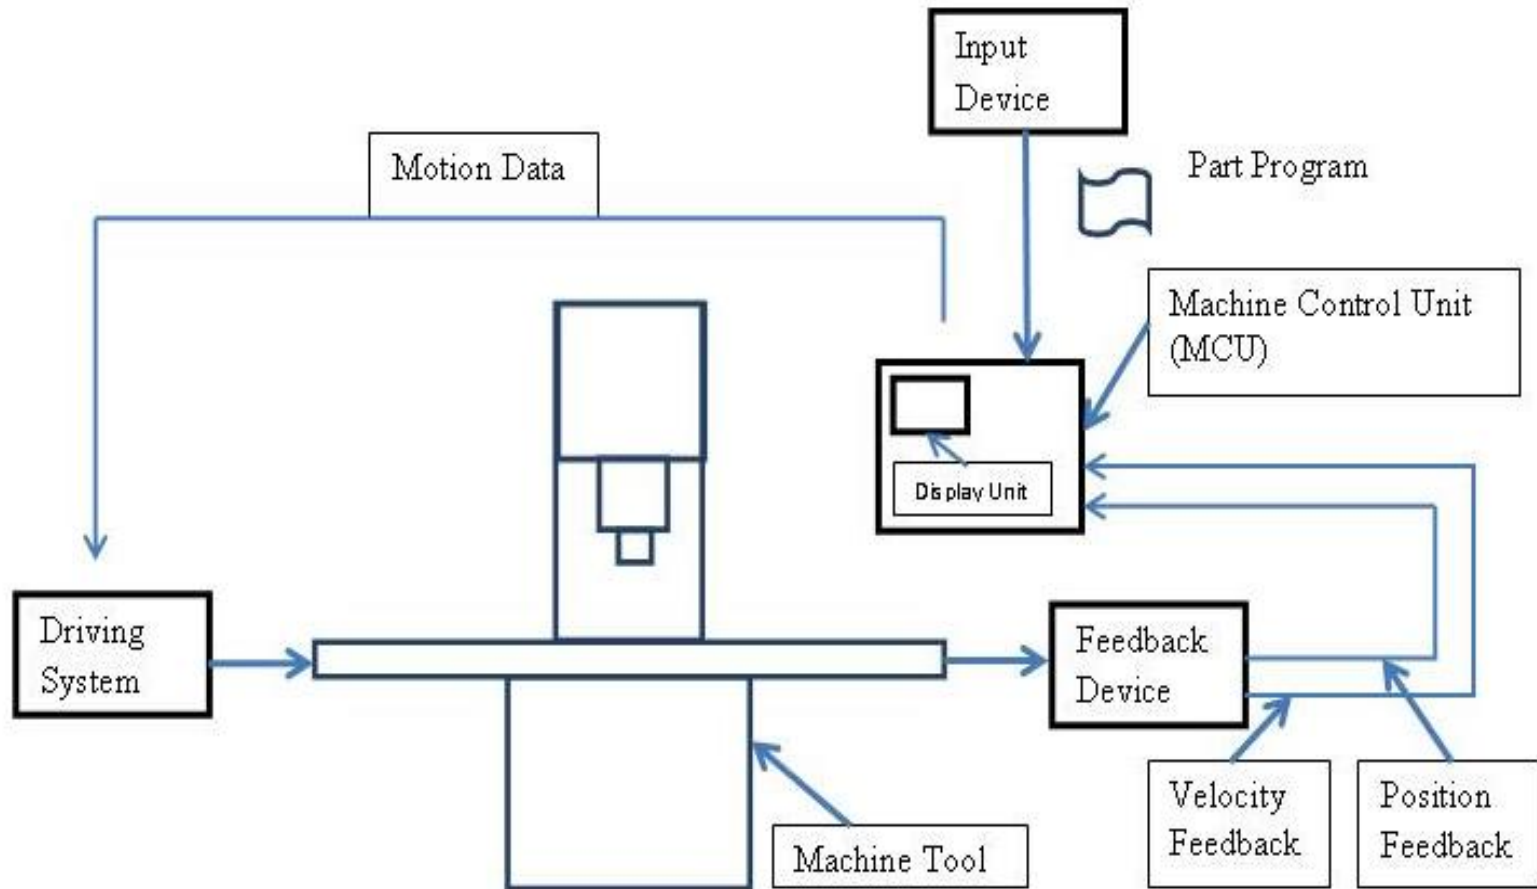 Input
Device
Motion Data
Part Program
Machine Control Unit
(MCU)
Display Unit
Driving
System
Feedback
Device
Velocity
Feedback
Position
Feedback
Machine Tool